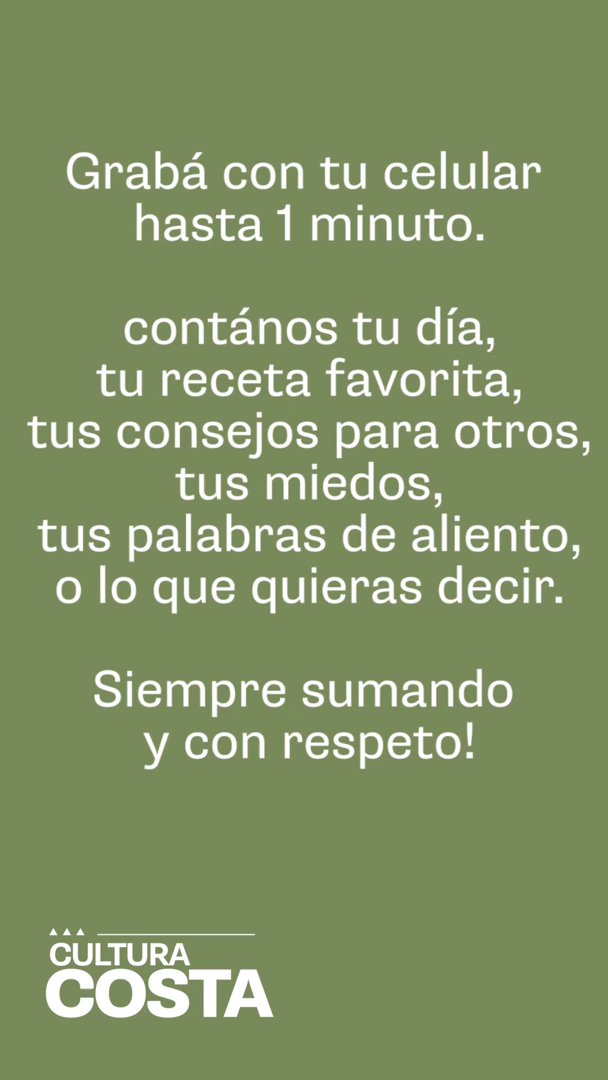 Grabá con tu celular
hasta 1 minuto.
contános tu día,
tu receta favorita,
tus consejos para otros,
tus miedos,
tus palabras de aliento,
o lo que quieras decir.
Siempre sumando
y con respeto!
CULTURA
COSTA